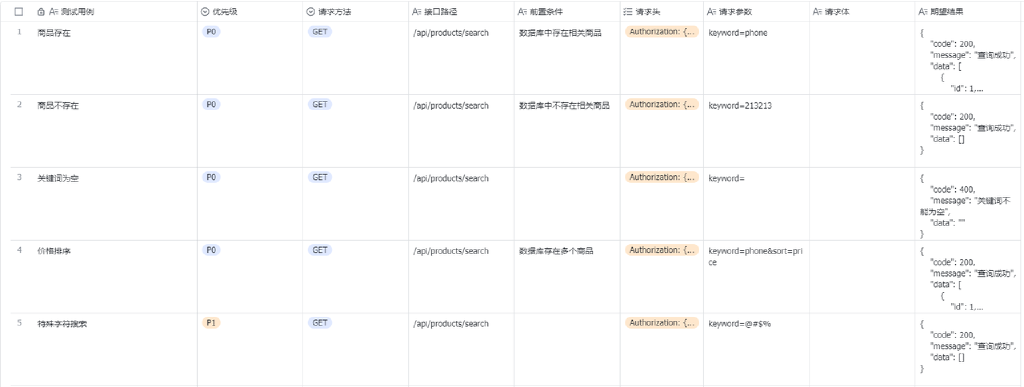 测试用例 优先级 请求方法 接口路径 前置条件 请求头 请求参数 请求体 期望结果
1 商品存在 P0 GET /api/products/search 数据库中存在相关商品 Authorization: {... keyword=phone {
"code": 200,
"message": "查询成功",
"data": [
{
"id": 1,...
2 商品不存在 P0 GET /api/products/search 数据库中不存在相关商品 Authorization: {... keyword=213213 {
"code": 200,
"message": "查询成功",
"data": []
}
3 关键词为空 P0 GET /api/products/search Authorization: {... keyword= {
"code": 400,
"message": "关键词不
能为空",
"data": ""
}
4 价格排序 P0 GET /api/products/search 数据库存在多个商品 Authorization: {... keyword=phone&sort=pri
ce
{
"code": 200,
"message": "查询成功",
"data": [
{
"id": 1,...
5 特殊字符搜索 P1 GET /api/products/search Authorization: {... keyword=@#$% {
"code": 200,
"message": "查询成功",
"data": []
}